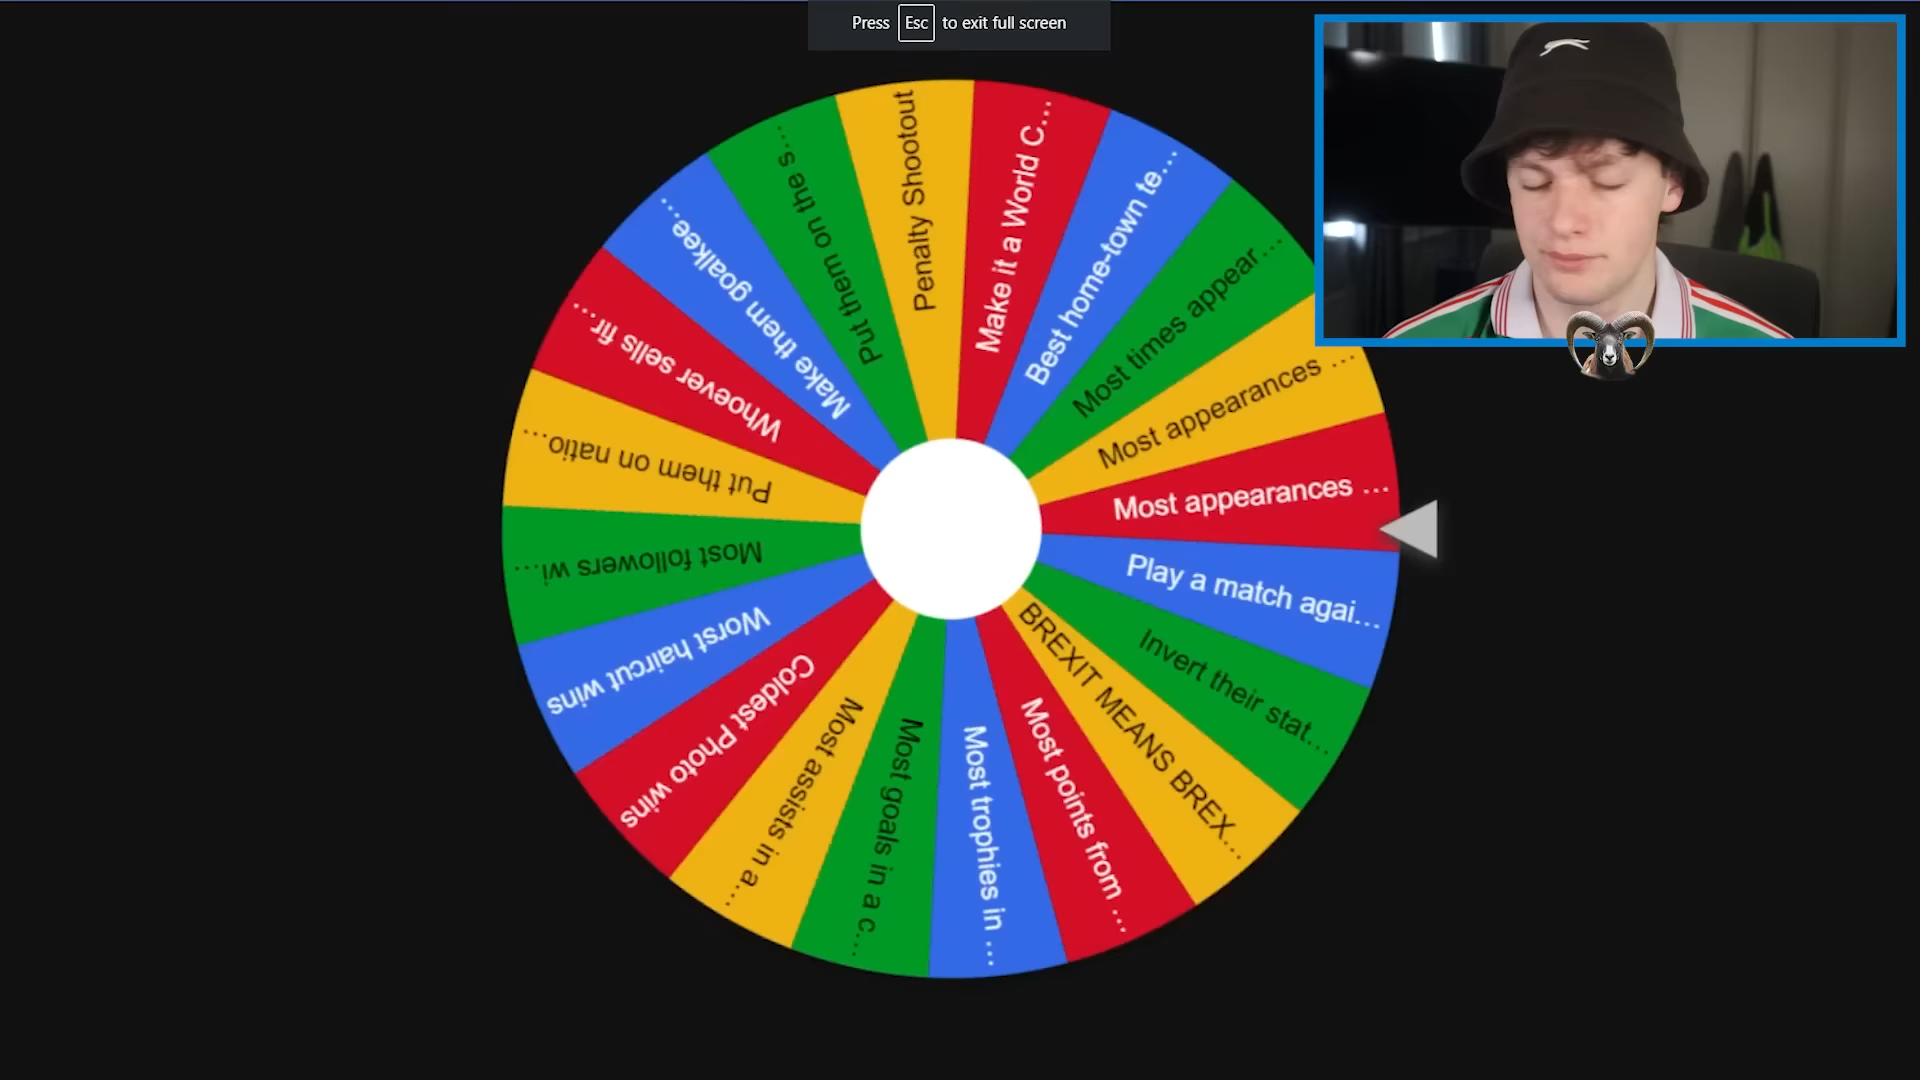 Press Esc to exit full screen
Penalty Shootout
Make it a World C...
Best home-town te...
Most times appear...
Most appearances ...
Most appearances ...
Play a match agai...
Invert their stat...
BREXIT MEANS BREX...
Most points from ...
Most trophies in ...
Most goals in a c...
Most assists in a...
Coldest Photo wins
Worst haircut wins
Most followers wi...
Put them on natio...
Whoever sells fir...
Make them goalkee...
Put them on the s...